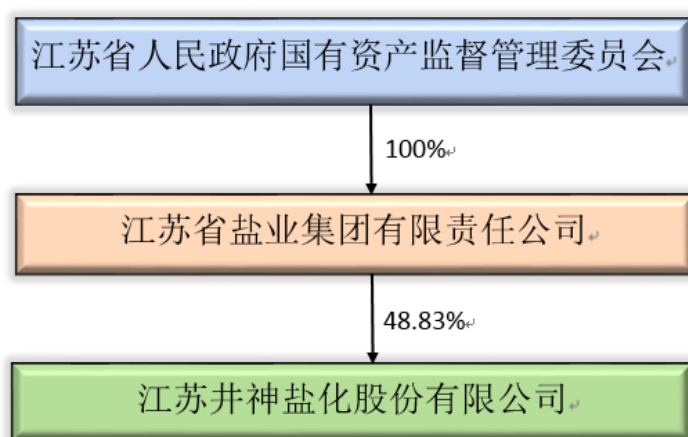 江苏省人民政府国有资产监督管理委员会
100%
江苏省盐业集团有限责任公司
48.83%
江苏井神盐化股份有限公司